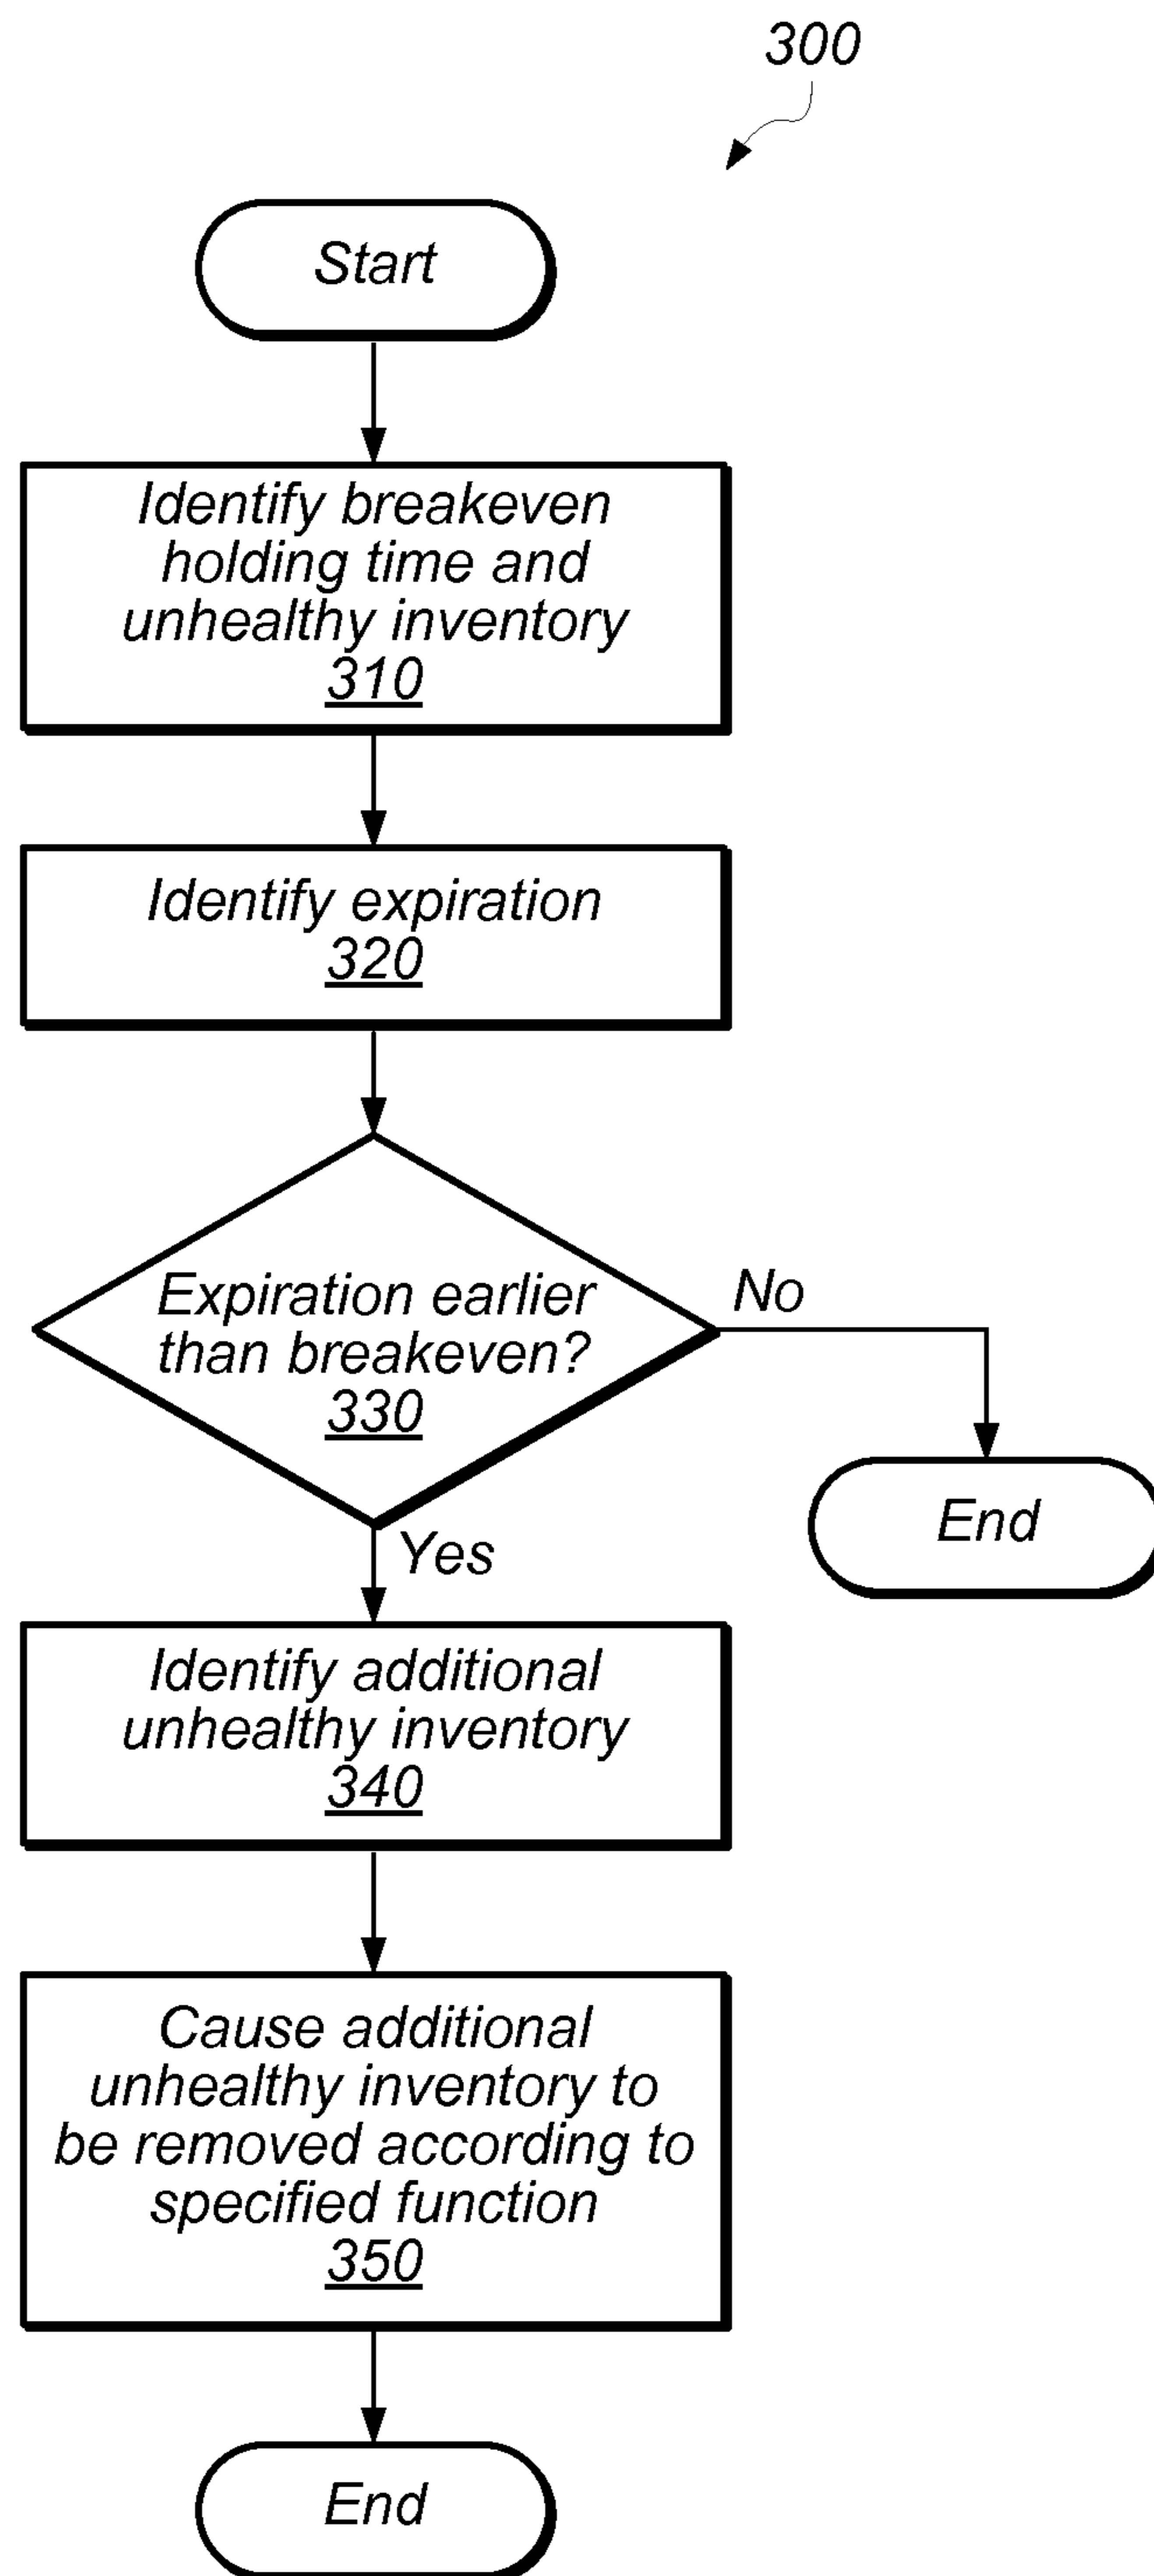 300
Start
Identify breakeven
holding time and
unhealthy inventory
310
Identify expiration
320
Expiration earlier
than breakeven?
330
No
End
Yes
Identify additional
unhealthy inventory
340
Cause additional
unhealthy inventory to
be removed according to
specified function
350
End